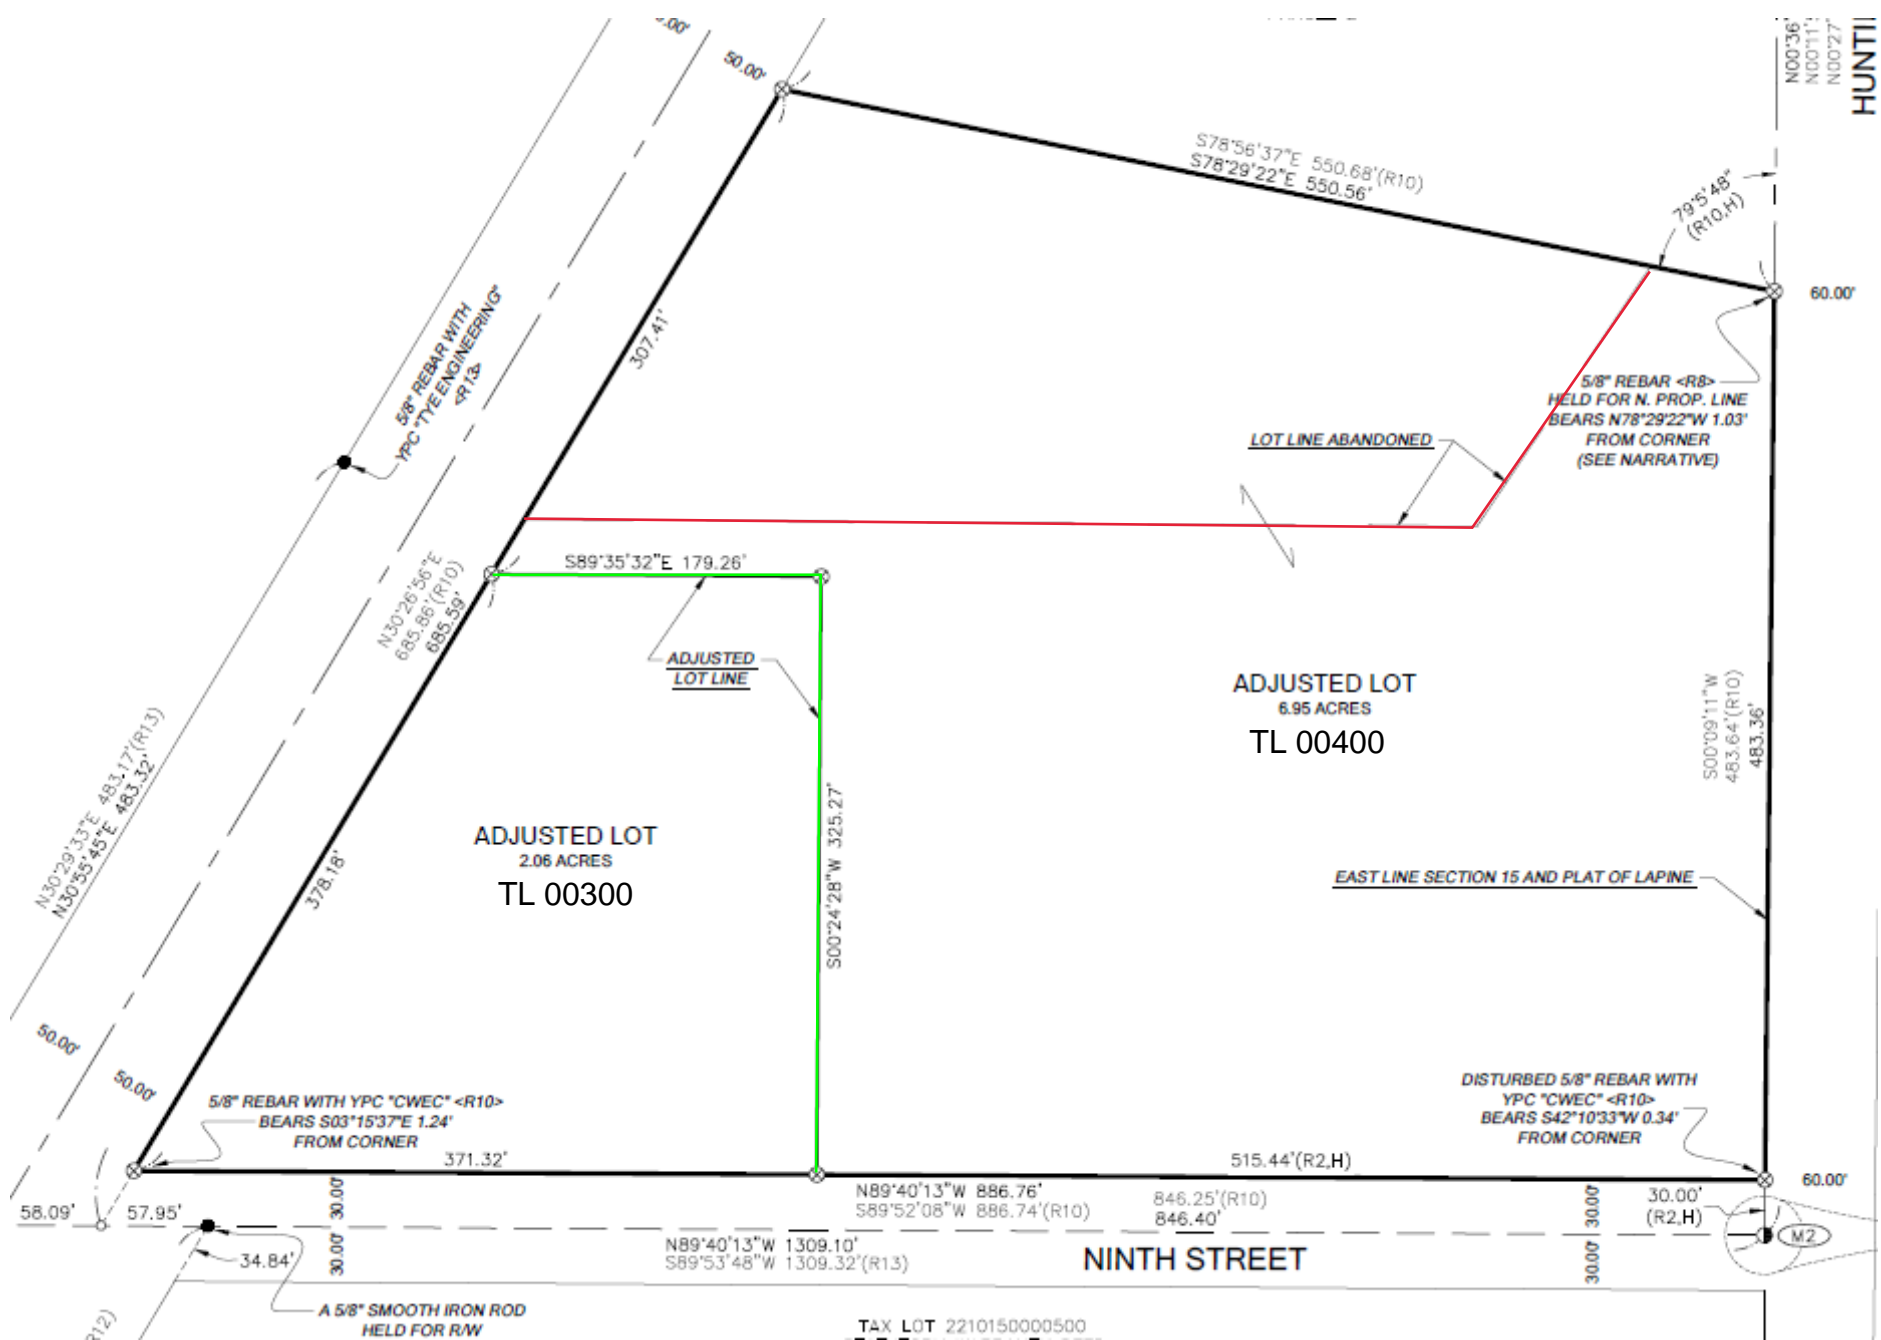 50.00'
N00°36'
N00°11'
N00°27'
HUNTI
S78°56'37"E 550.68'(R10)
S78°29'22"E 550.56'
79°5'48"
(R10,H)
60.00'
5/8" REBAR WITH
YPC "TYE ENGINEERING"
<R13>
307.41'
5/8" REBAR <R8>
HELD FOR N. PROP. LINE
BEARS N78°29'22"W 1.03'
FROM CORNER
(SEE NARRATIVE)
LOT LINE ABANDONED
S89°35'32"E 179.26'
N30°26'56"E
685.86'(R10)
685.59'
ADJUSTED
LOT LINE
ADJUSTED LOT
6.95 ACRES
TL 00400
S00°09'11"W
483.64'(R10)
483.36'
N30°29'33"E 483.17'(R13)
N30°55'45"E 483.32'
S00°24'28"W 325.27'
ADJUSTED LOT
2.06 ACRES
TL 00300
378.18'
EAST LINE SECTION 15 AND PLAT OF LAPINE
50.00'
50.00'
5/8" REBAR WITH YPC "CWEC" <R10>
BEARS S03°15'37"E 1.24'
FROM CORNER
DISTURBED 5/8" REBAR WITH
YPC "CWEC" <R10>
BEARS S42°10'33"W 0.34'
FROM CORNER
371.32'
515.44'(R2,H)
60.00'
58.09'
57.95'
30.00'
N89°40'13"W 886.76'
S89°52'08"W 886.74'(R10)
846.25'(R10)
846.40'
30.00'
30.00'
(R2,H)
M2
34.84'
30.00'
N89°40'13"W 1309.10'
S89°53'48"W 1309.32'(R13)
NINTH STREET
30.00'
A 5/8" SMOOTH IRON ROD
HELD FOR R/W
R12)
TAX LOT 2210150000500